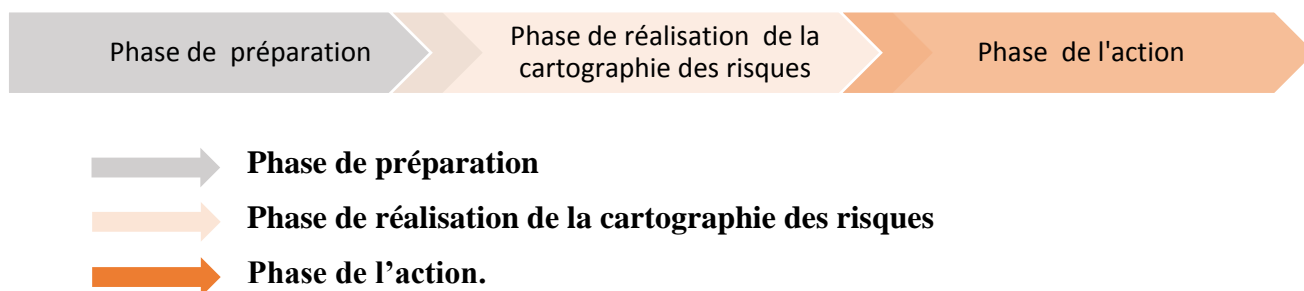 Phase de  préparation
Phase de réalisation  de la
cartographie des risques
Phase  de l'action
Phase de préparation
Phase de réalisation de la cartographie des risques
Phase de l’action.